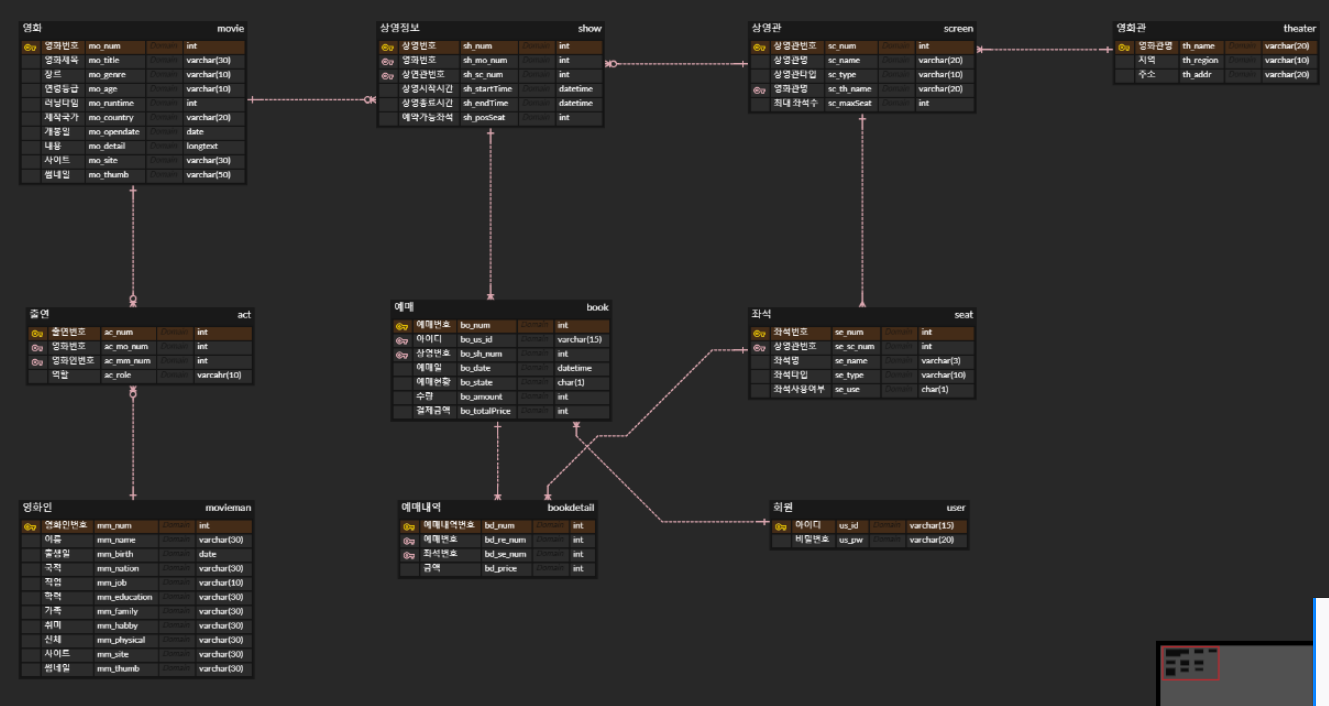 영화 movie
영화번호 mo_num Domain int
영화제목 mo_title Domain varchar(30)
장르 mo_genre Domain varchar(10)
연령등급 mo_age Domain varchar(10)
러닝타임 mo_runtime Domain int
제작국가 mo_country Domain varchar(20)
개봉일 mo_opendate Domain date
내용 mo_detail Domain longtext
사이트 mo_site Domain varchar(30)
썸네일 mo_thumb Domain varchar(50)
상영정보 show
상영번호 sh_num Domain int
영화번호 sh_mo_num Domain int
상연관번호 sh_sc_num Domain int
상영시작시간 sh_startTime Domain datetime
상영종료시간 sh_endTime Domain datetime
예약가능좌석 sh_posSeat Domain int
상영관 screen
상영관번호 sc_num Domain int
상영관명 sc_name Domain varchar(20)
상영관타입 sc_type Domain varchar(10)
영화관명 sc_th_name Domain varchar(20)
최대 좌석수 sc_maxSeat Domain int
영화관 theater
영화관명 th_name Domain varchar(20)
지역 th_region Domain varchar(10)
주소 th_addr Domain varchar(20)
출연 act
출연번호 ac_num Domain int
영화번호 ac_mo_num Domain int
영화인번호 ac_mm_num Domain int
역할 ac_role Domain varcahr(10)
예매 book
예매번호 bo_num Domain int
아이디 bo_us_id Domain varchar(15)
상영번호 bo_sh_num Domain int
예매일 bo_date Domain datetime
예매현황 bo_state Domain char(1)
수량 bo_amount Domain int
결제금액 bo_totalPrice Domain int
좌석 seat
좌석번호 se_num Domain int
상영관번호 se_sc_num Domain int
좌석명 se_name Domain varchar(3)
좌석타입 se_type Domain varchar(10)
좌석사용여부 se_use Domain char(1)
영화인 movieman
영화인번호 mm_num Domain int
이름 mm_name Domain varchar(30)
출생일 mm_birth Domain date
국적 mm_nation Domain varchar(30)
직업 mm_job Domain varchar(10)
학력 mm_education Domain varchar(30)
가족 mm_family Domain varchar(30)
취미 mm_habby Domain varchar(30)
신체 mm_physical Domain varchar(30)
사이트 mm_site Domain varchar(30)
썸네일 mm_thumb Domain varchar(30)
예매내역 bookdetail
예매내역번호 bd_num Domain int
예매번호 bd_re_num Domain int
좌석번호 bd_se_num Domain int
금액 bd_price Domain int
회원 user
아이디 us_id Domain varchar(15)
비밀번호 us_pw Domain varchar(20)